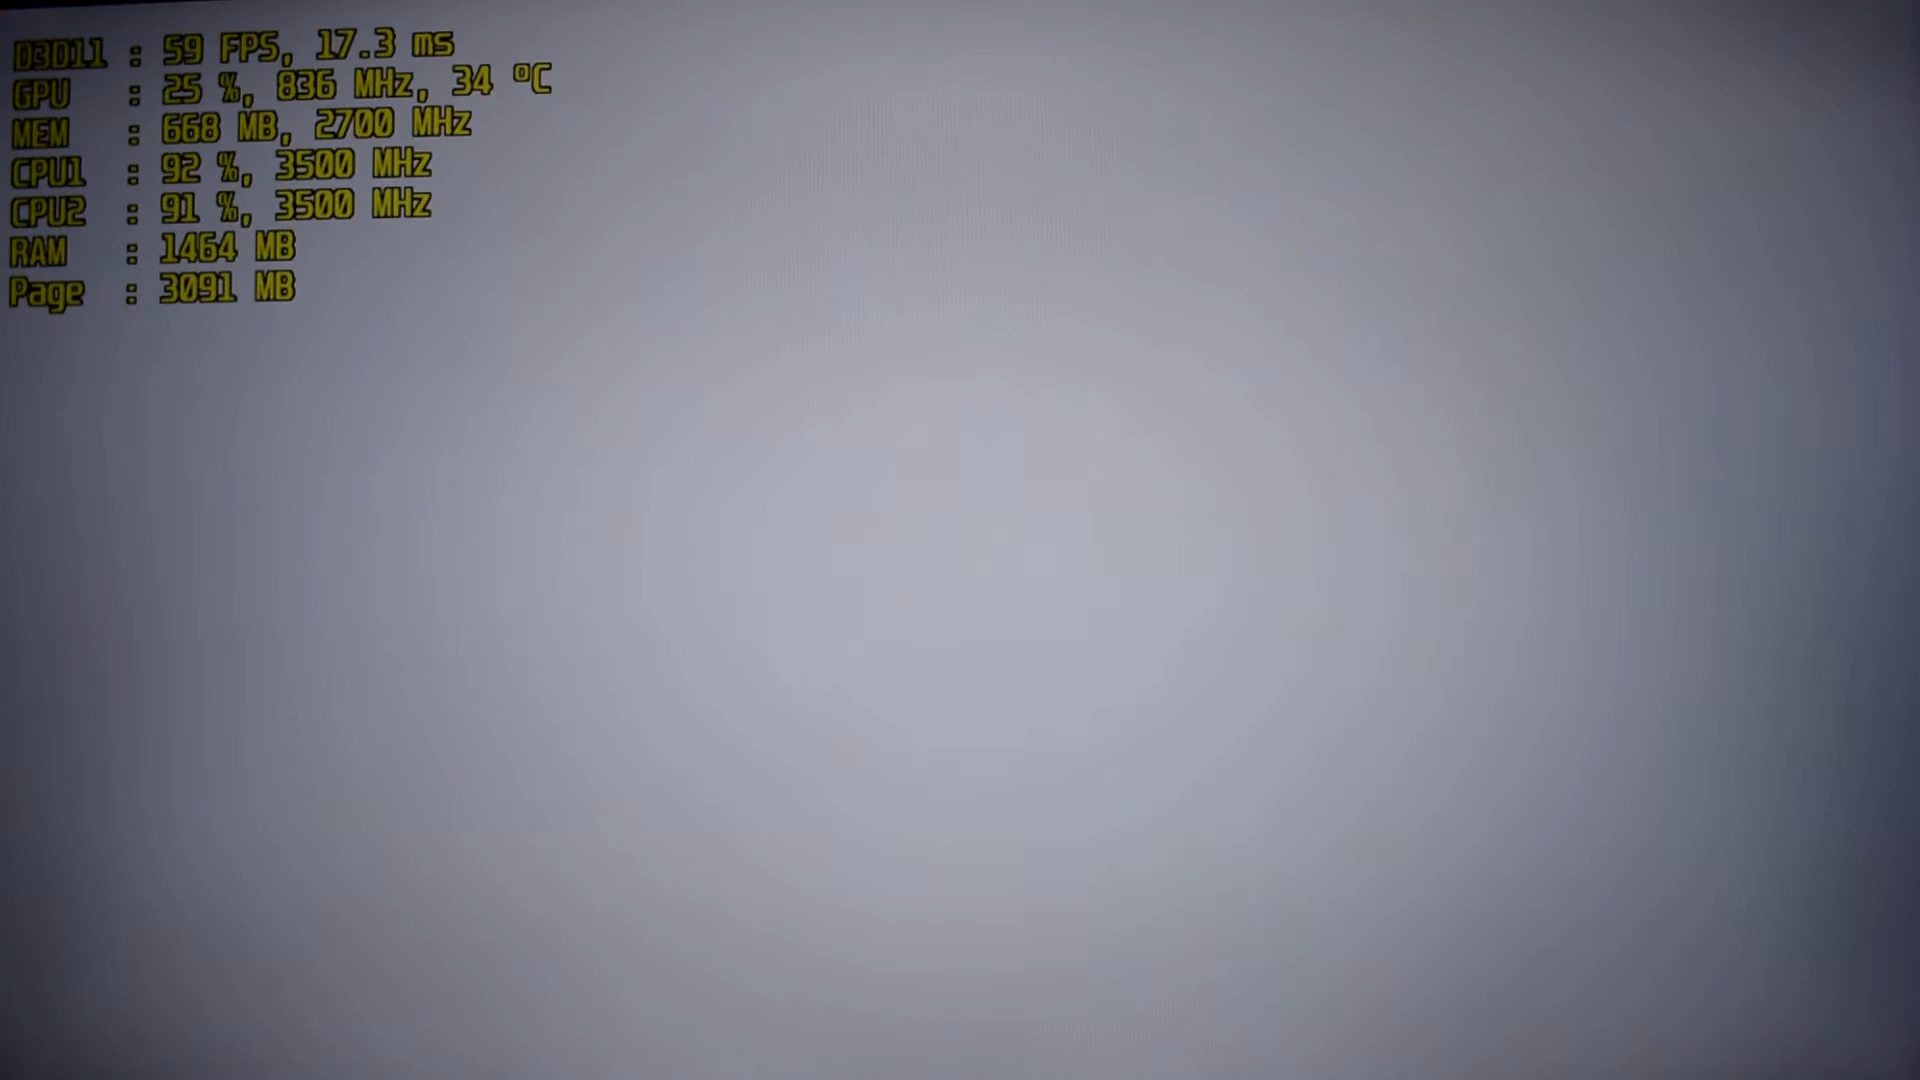 D3D11 : 59 FPS, 17.3 ms
GPU : 25 %, 836 MHz, 34 °C
MEM : 668 MB, 2700 MHz
CPU1 : 92 %, 3500 MHz
CPU2 : 91 %, 3500 MHz
RAM : 1464 MB
Page : 3091 MB